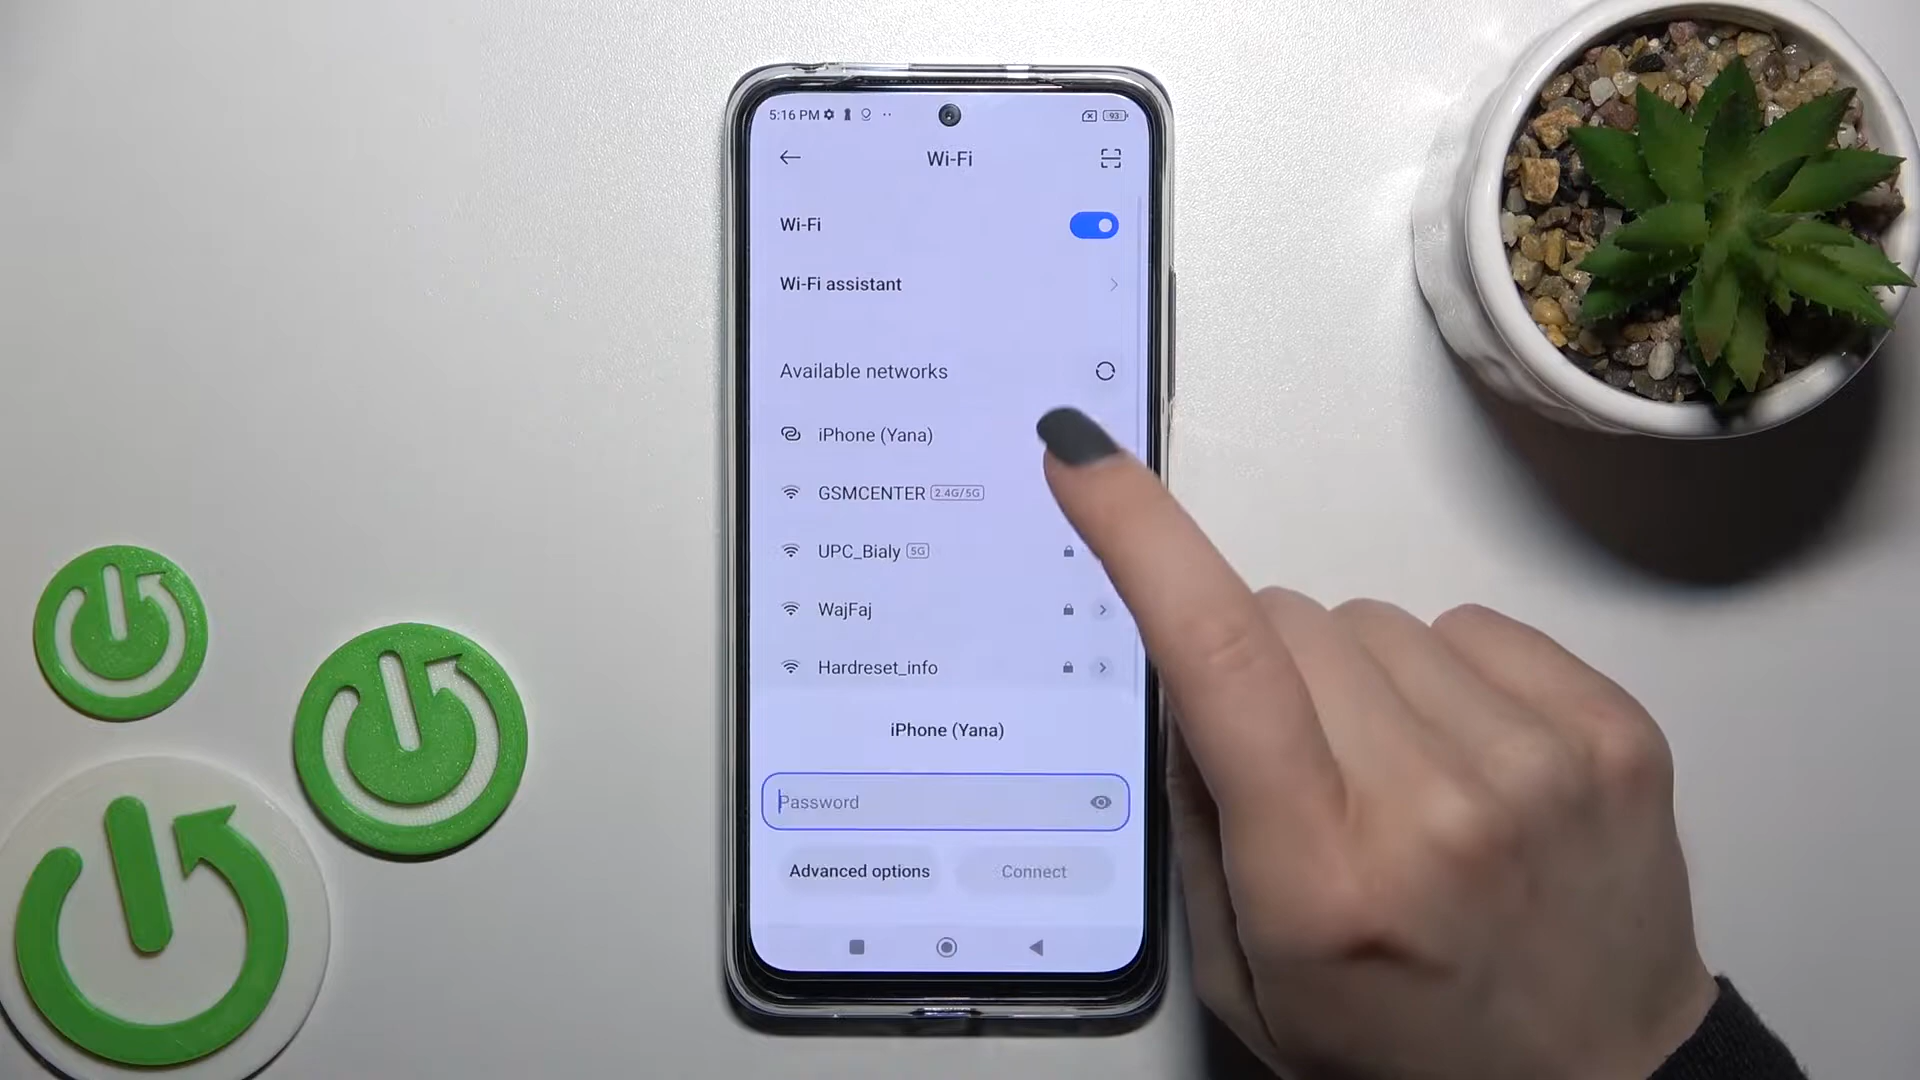 5:16 PM
93
Wi-Fi
Wi-Fi
Wi-Fi assistant
Available networks
iPhone (Yana)
GSMCENTER 2.4G/5G
UPC_Bialy 5G
WajFaj
Hardreset_info
iPhone (Yana)
Password
Advanced options
Connect